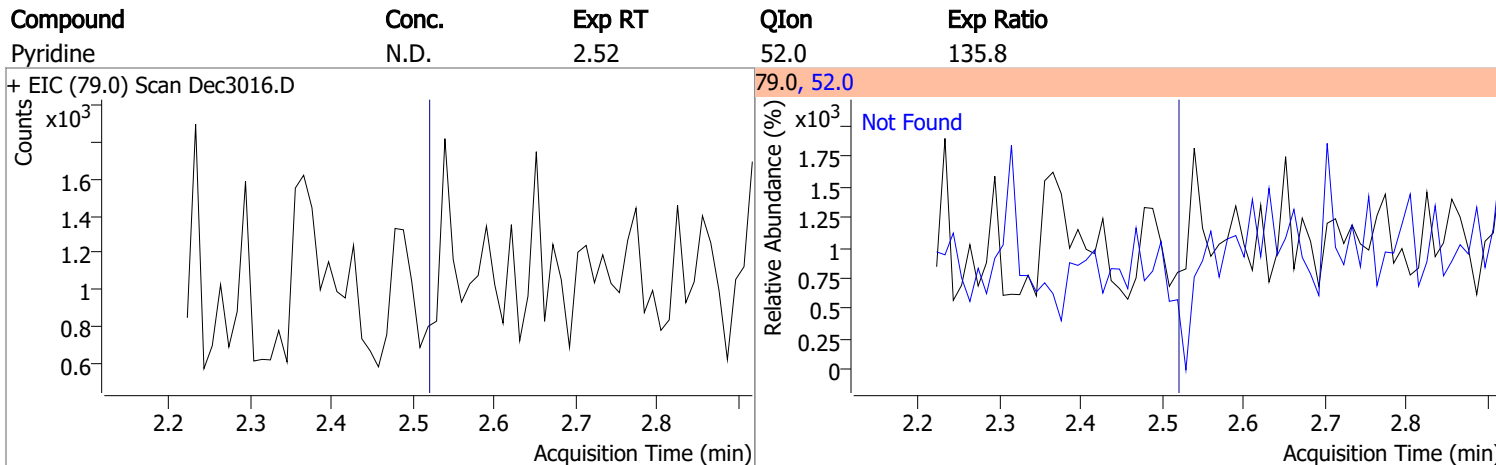 Compound Conc. Exp RT QIon Exp Ratio
Pyridine N.D. 2.52 52.0 135.8
+ EIC (79.0) Scan Dec3016.D
Counts
x10³
1.6
1.4
1.2
1
0.8
0.6
2.2 2.3 2.4 2.5 2.6 2.7 2.8
Acquisition Time (min)
79.0, 52.0
Relative Abundance (%)
x10³
Not Found
1.75
1.5
1.25
1
0.75
0.5
0.25
0
2.2 2.3 2.4 2.5 2.6 2.7 2.8
Acquisition Time (min)